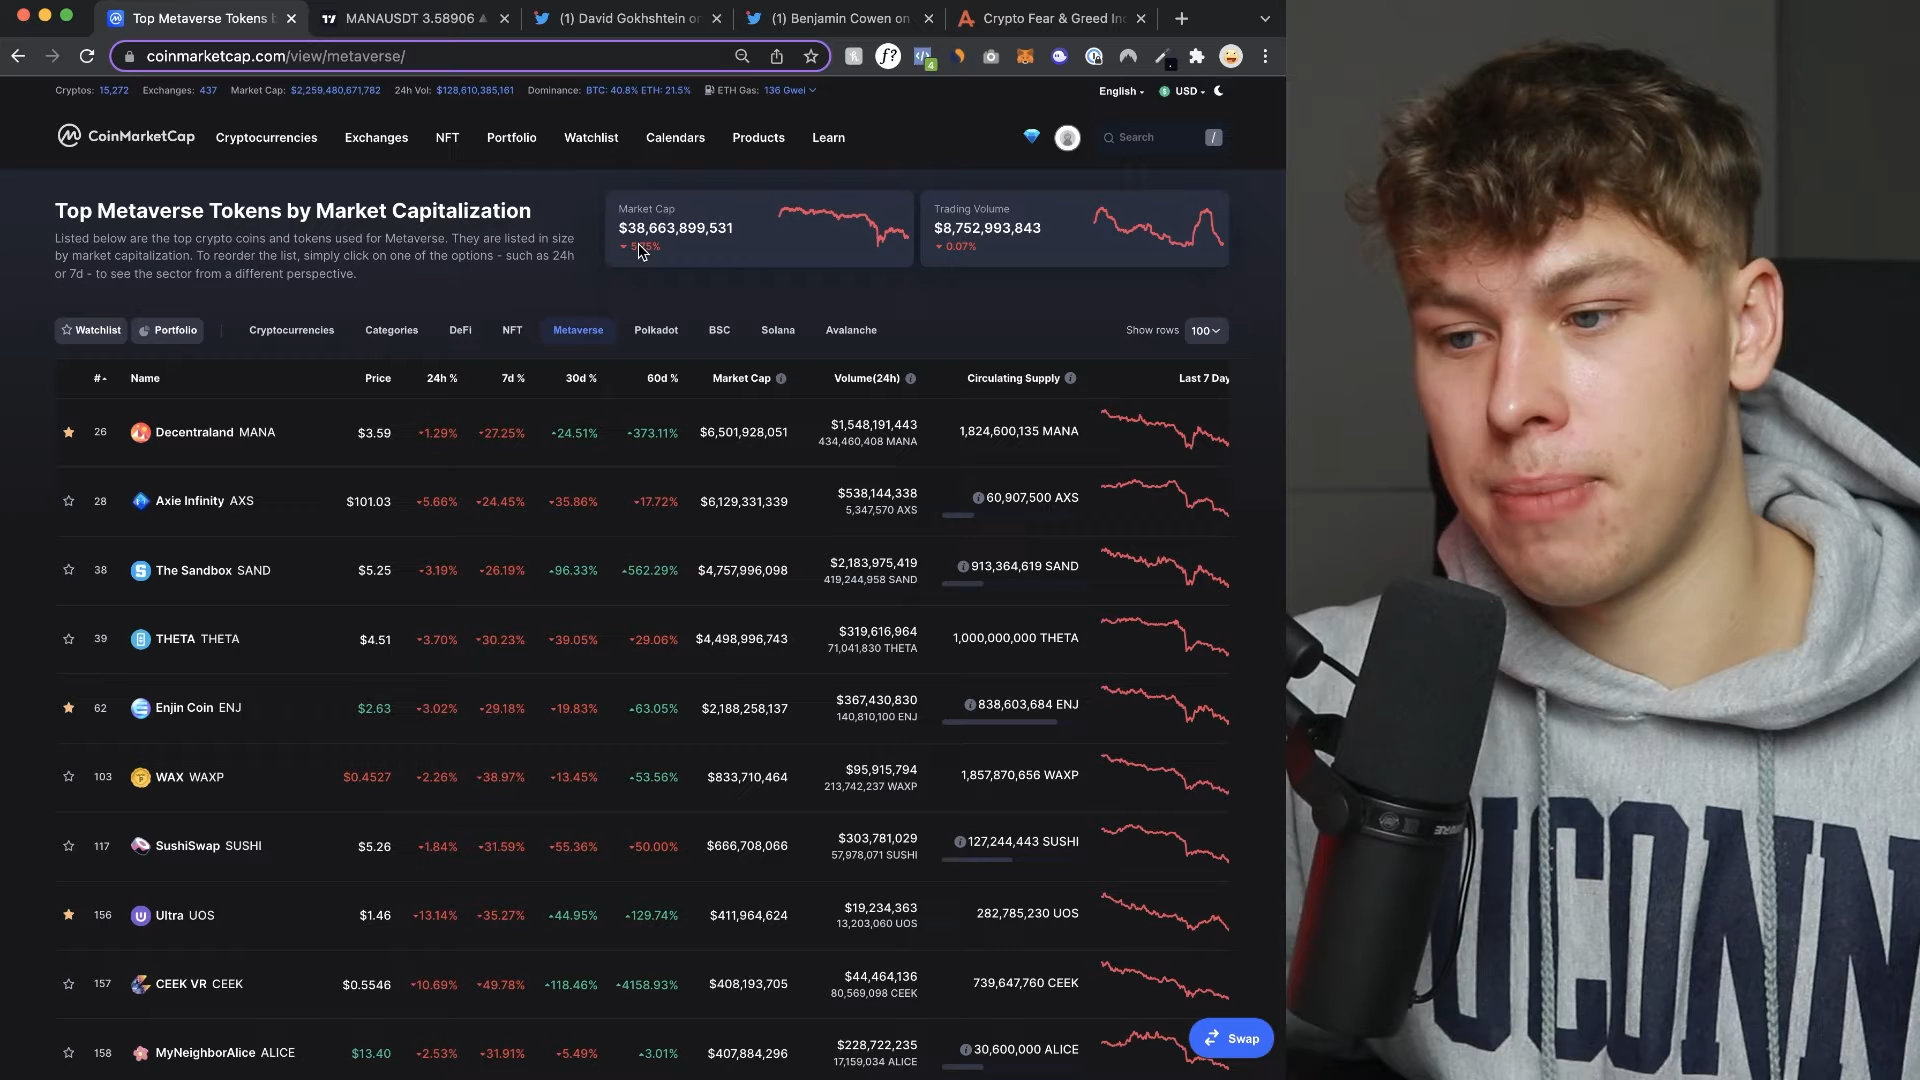 Top Metaverse Tokens b
MANAUSDT 3.58906
(1) David Gokhshtein on
(1) Benjamin Cowen on
Crypto Fear & Greed Ind
coinmarketcap.com/view/metaverse/
f?
4
Cryptos: 15,272 Exchanges: 437 Market Cap: $2,259,480,671,782 24h Vol: $128,610,385,161 Dominance: BTC: 40.8% ETH: 21.5% ETH Gas: 136 Gwei
English USD
CoinMarketCap Cryptocurrencies Exchanges NFT Portfolio Watchlist Calendars Products Learn Search /
Top Metaverse Tokens by Market Capitalization
Listed below are the top crypto coins and tokens used for Metaverse. They are listed in size
by market capitalization. To reorder the list, simply click on one of the options - such as 24h
or 7d - to see the sector from a different perspective.
Market Cap
$38,663,899,531
Trading Volume
$8,752,993,843
0.07%
Watchlist Portfolio Cryptocurrencies Categories DeFi NFT Metaverse Polkadot BSC Solana Avalanche Show rows 100
# Name Price 24h % 7d % 30d % 60d % Market Cap Volume(24h) Circulating Supply Last 7 Day
26 Decentraland MANA $3.59 1.29% 27.25% 24.51% 373.11% $6,501,928,051 $1,548,191,443 1,824,600,135 MANA
434,460,408 MANA
28 Axie Infinity AXS $101.03 5.66% 24.45% 35.86% 17.72% $6,129,331,339 $538,144,338 60,907,500 AXS
5,347,570 AXS
38 The Sandbox SAND $5.25 3.19% 26.19% 96.33% 562.29% $4,757,996,098 $2,183,975,419 913,364,619 SAND
419,244,958 SAND
39 THETA THETA $4.51 3.70% 30.23% 39.05% 29.06% $4,498,996,743 $319,616,964 1,000,000,000 THETA
71,041,830 THETA
62 Enjin Coin ENJ $2.63 3.02% 29.18% 19.83% 63.05% $2,188,258,137 $367,430,830 838,603,684 ENJ
140,810,100 ENJ
103 WAX WAXP $0.4527 2.26% 38.97% 13.45% 53.56% $833,710,464 $95,915,794 1,857,870,656 WAXP
213,742,237 WAXP
117 SushiSwap SUSHI $5.26 1.84% 31.59% 55.36% 50.00% $666,708,066 $303,781,029 127,244,443 SUSHI
57,978,071 SUSHI
156 Ultra UOS $1.46 13.14% 35.27% 44.95% 129.74% $411,964,624 $19,234,363 282,785,230 UOS
13,203,060 UOS
157 CEEK VR CEEK $0.5546 10.69% 49.78% 118.46% 4158.93% $408,193,705 $44,464,136 739,647,760 CEEK
80,569,098 CEEK
158 MyNeighborAlice ALICE $13.40 2.53% 31.91% 5.49% 3.01% $407,884,296 $228,722,235 30,600,000 ALICE
17,159,034 ALICE
Swap
UCONN